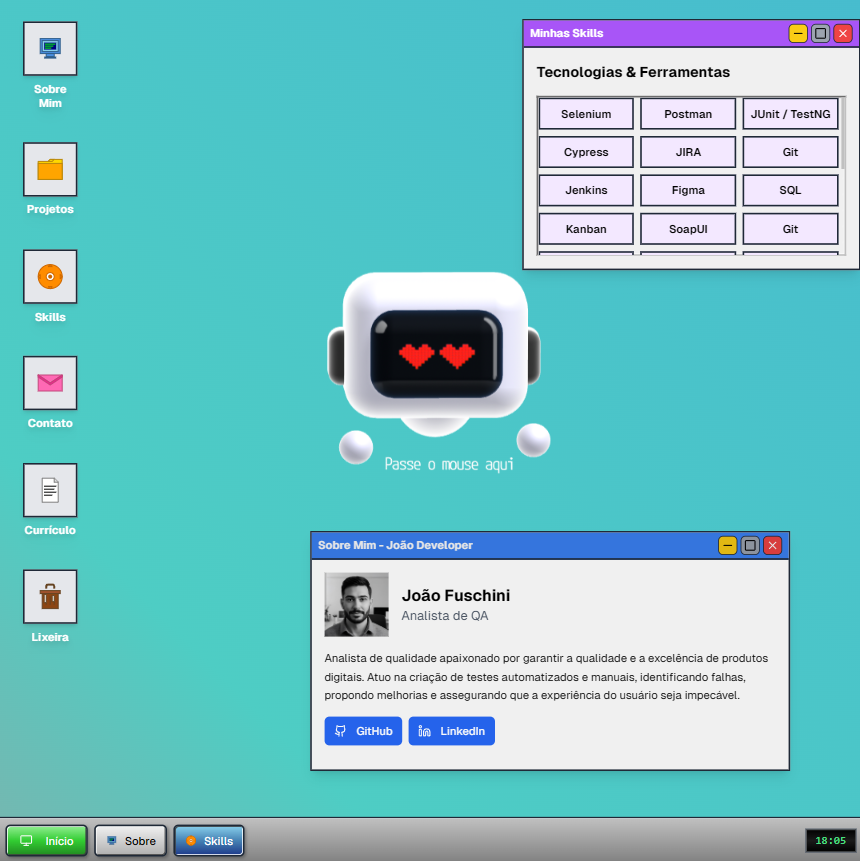 Sobre
Mim
Projetos
Skills
Contato
Currículo
Lixeira
Minhas Skills
Tecnologias & Ferramentas
Selenium Postman JUnit / TestNG
Cypress JIRA Git
Jenkins Figma SQL
Kanban SoapUI Git
Passe o mouse aqui
Sobre Mim - João Developer
João Fuschini
Analista de QA
Analista de qualidade apaixonado por garantir a qualidade e a excelência de produtos
digitais. Atuo na criação de testes automatizados e manuais, identificando falhas,
propondo melhorias e assegurando que a experiência do usuário seja impecável.
GitHub LinkedIn
Início Sobre Skills 18:05